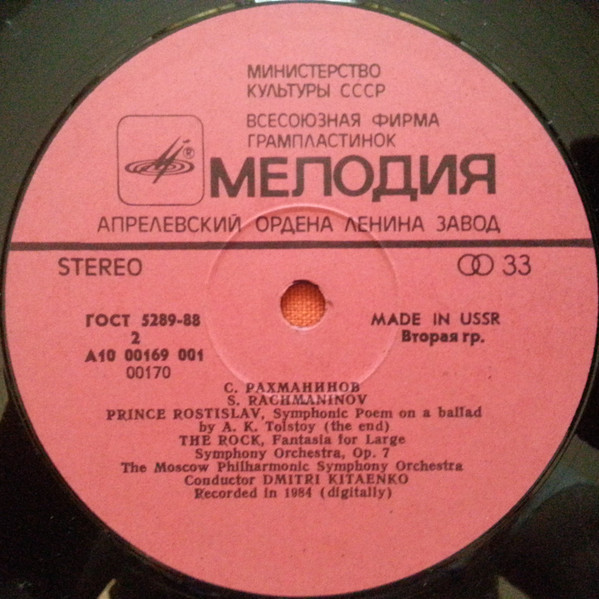 МИНИСТЕРСТВО
КУЛЬТУРЫ СССР
ВСЕСОЮЗНАЯ ФИРМА
ГРАМПЛАСТИНОК
® МЕЛОДИЯ
АПРЕЛЕВСКИЙ ОРДЕНА ЛЕНИНА ЗАВОД
STEREO 33
ГОСТ 5289-88 MADE IN USSR
2 Вторая гр.
А10 00169 001
00170
С. РАХМАНИНОВ
S. RACHMANINOV
PRINCE ROSTISLAV, Symphonic Poem on a ballad
by A. K. Tolstoy (the end)
THE ROCK, Fantasia for Large
Symphony Orchestra, Op. 7
The Moscow Philharmonic Symphony Orchestra
Conductor DMITRI KITAENKO
Recorded in 1984 (digitally)